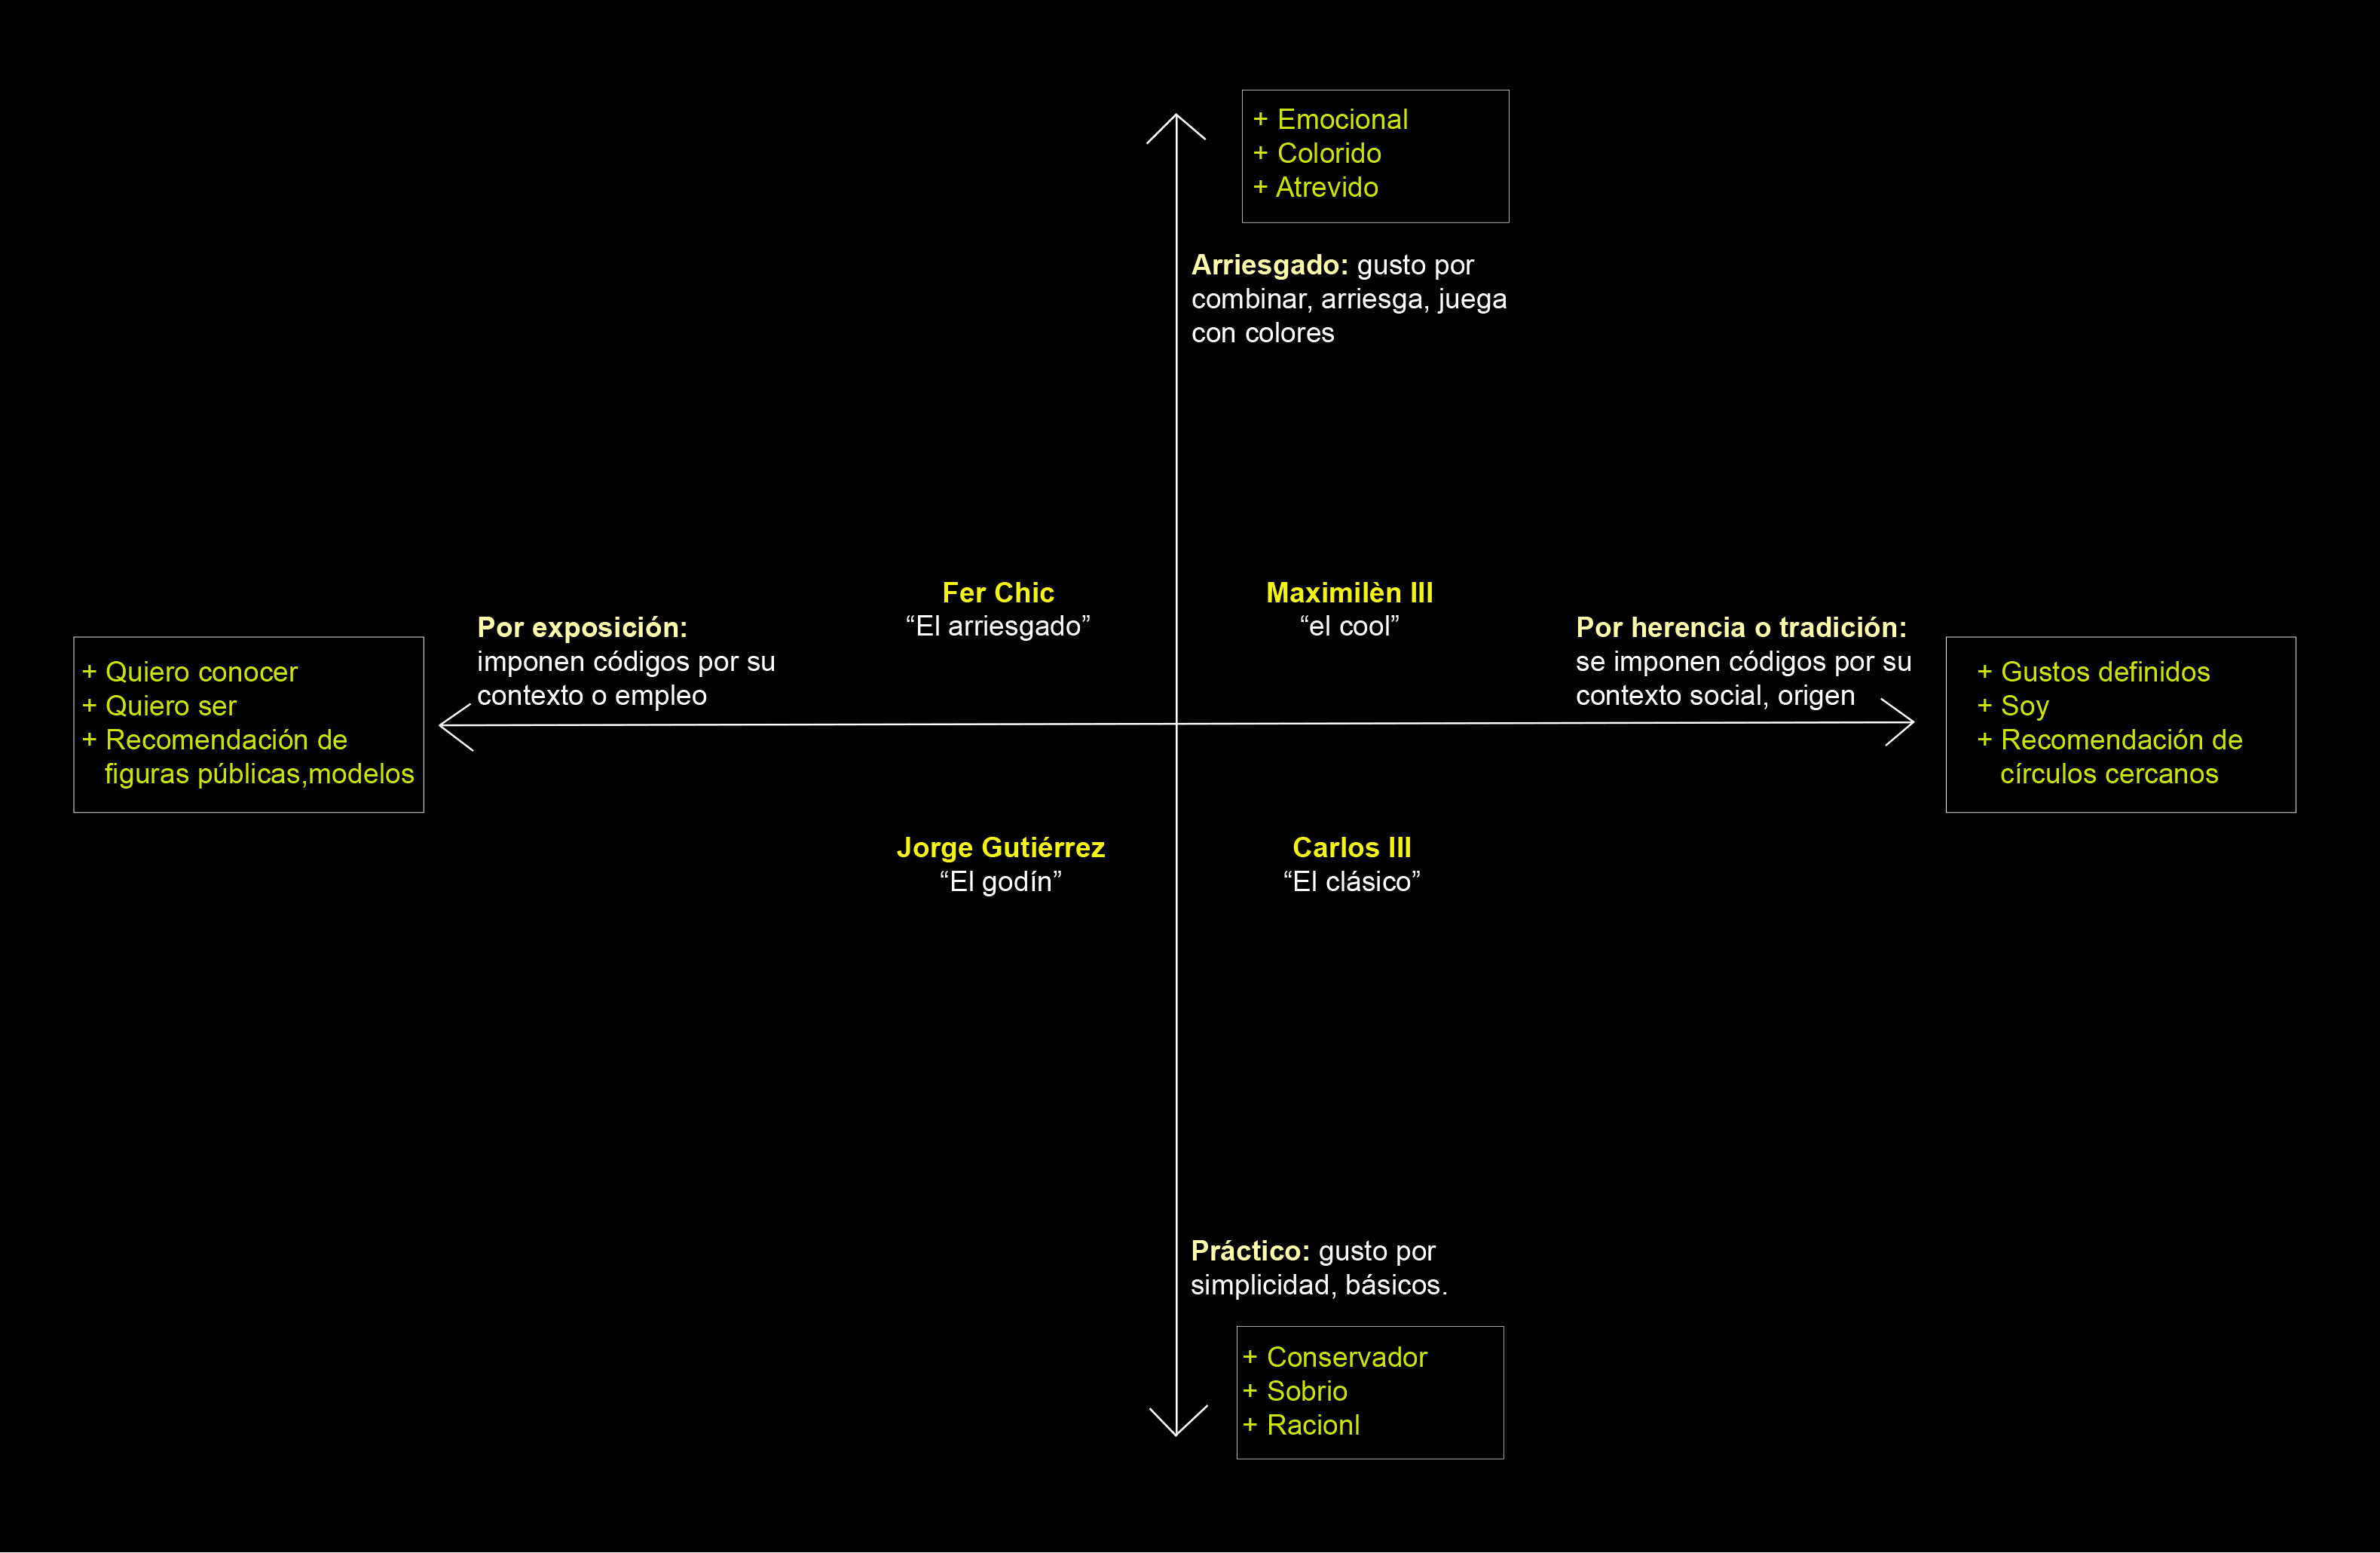 + Emocional
+ Colorido
+ Atrevido
Arriesgado: gusto por
combinar, arriesga, juega
con colores
Fer Chic
“El arriesgado”
Maximilèn III
“el cool”
Por exposición:
imponen códigos por su
contexto o empleo
Por herencia o tradición:
se imponen códigos por su
contexto social, origen
+ Quiero conocer
+ Quiero ser
+ Recomendación de
figuras públicas,modelos
+ Gustos definidos
+ Soy
+ Recomendación de
círculos cercanos
Jorge Gutiérrez
“El godín”
Carlos III
“El clásico”
Práctico: gusto por
simplicidad, básicos.
+ Conservador
+ Sobrio
+ Racionl